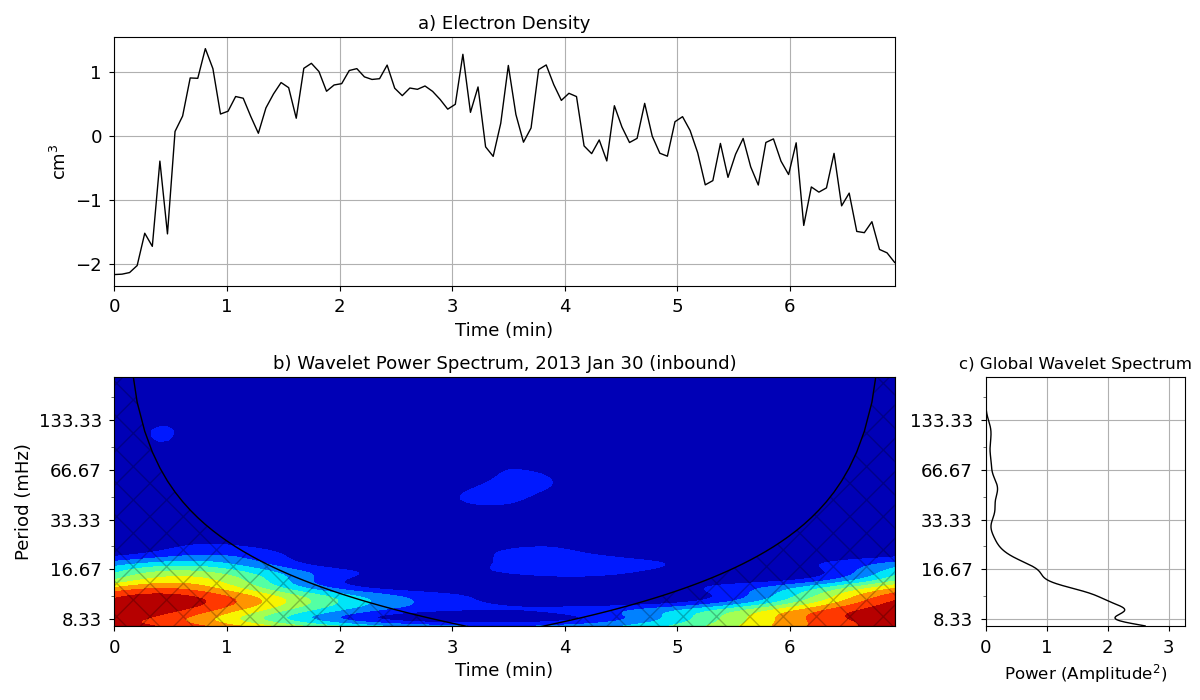 a) Electron Density
1
0
−1
−2
cm³
0 1 2 3 4 5 6
Time (min)
b) Wavelet Power Spectrum, 2013 Jan 30 (inbound)
133.33
66.67
33.33
16.67
8.33
Period (mHz)
0 1 2 3 4 5 6
Time (min)
c) Global Wavelet Spectrum
133.33
66.67
33.33
16.67
8.33
0 1 2 3
Power (Amplitude²)